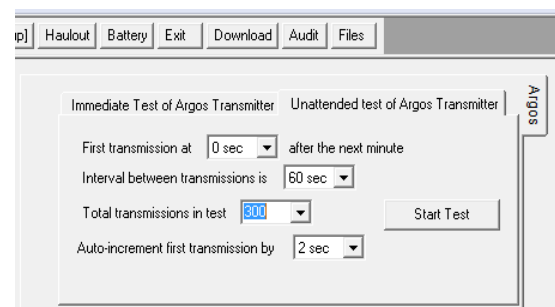 p] Haulout Battery Exit Download Audit Files
Immediate Test of Argos Transmitter Unattended test of Argos Transmitter
Argos
First transmission at 0 sec after the next minute
Interval between transmissions is 60 sec
Total transmissions in test 300 Start Test
Auto-increment first transmission by 2 sec